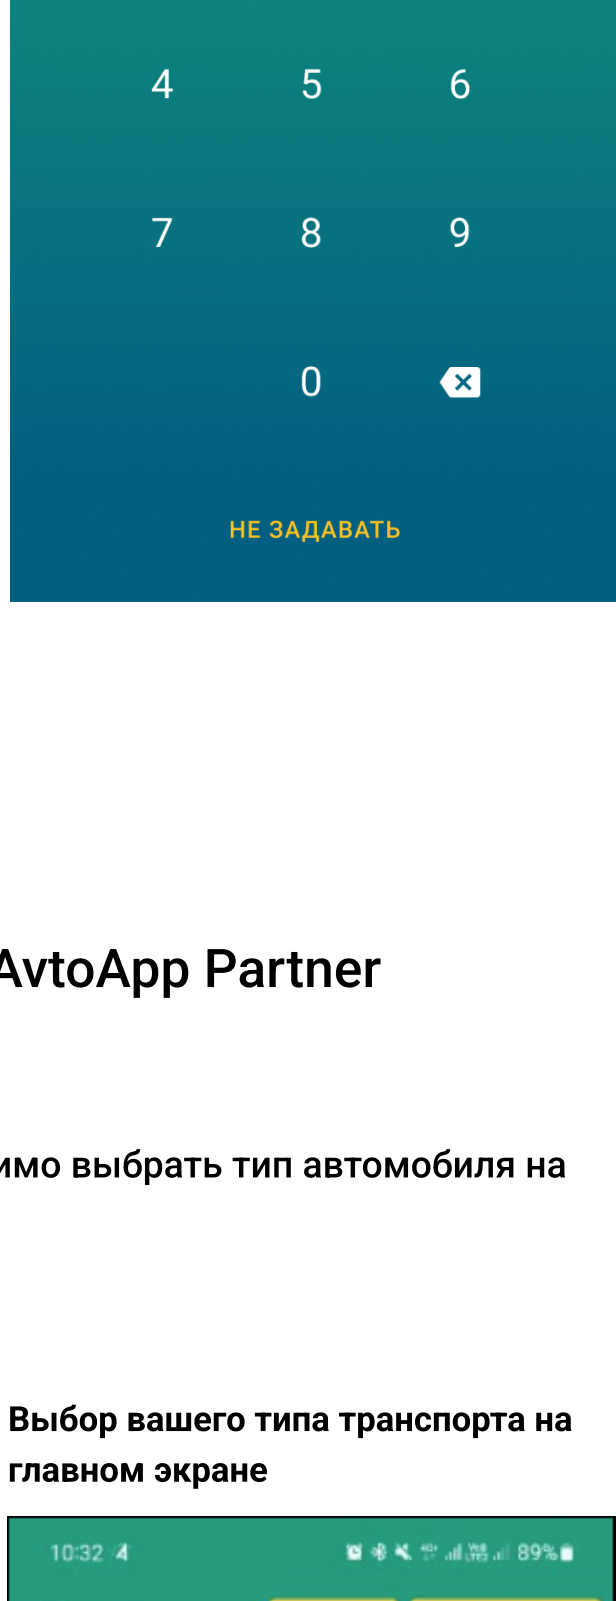 4 5 6
7 8 9
0
НЕ ЗАДАВАТЬ
AvtoApp Partner
имо выбрать тип автомобиля на
Выбор вашего типа транспорта на
главном экране
10:32 89%